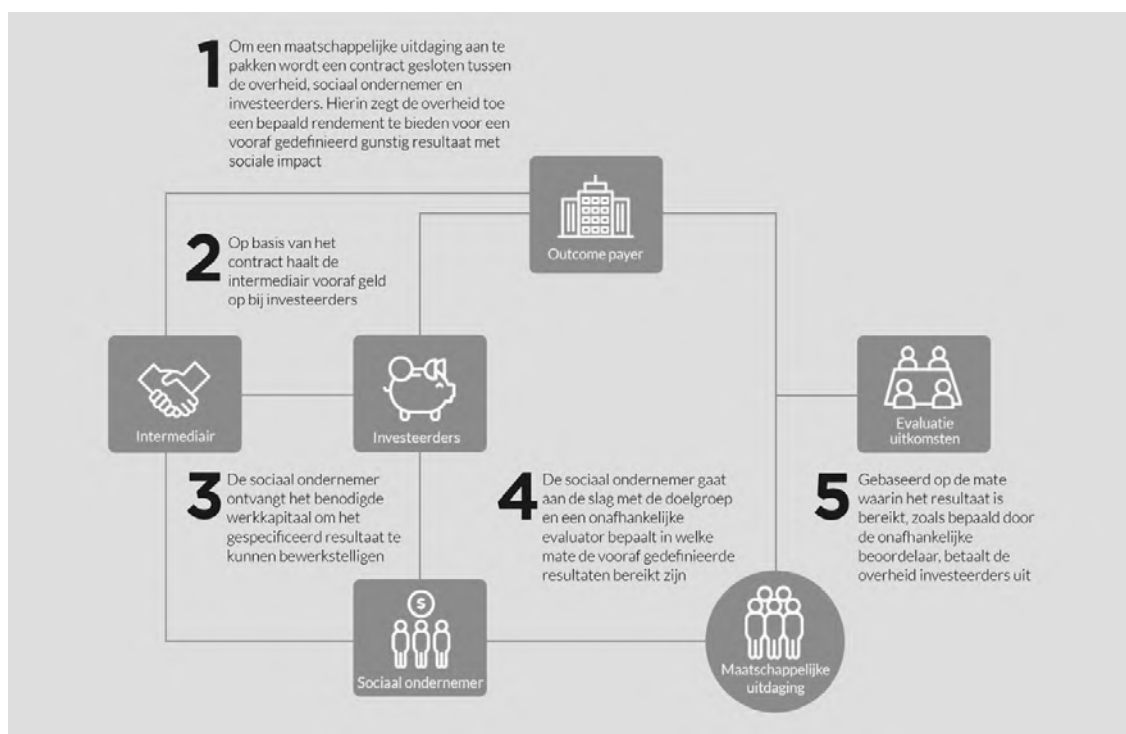 1
Om een maatschappelijke uitdaging aan te
pakken wordt een contract gesloten tussen
de overheid, sociaal ondernemer en
investeerders. Hierin zegt de overheid toe
een bepaald rendement te bieden voor een
vooraf gedefinieerd gunstig resultaat met
sociale impact
Outcome payer
2
Op basis van het
contract haalt de
intermediair vooraf geld
op bij investeerders
Intermediair
Investeerders
Evaluatie
uitkomsten
3
De sociaal ondernemer
ontvangt het benodigde
werkkapitaal om het
gespecificeerd resultaat te
kunnen bewerkstelligen
4
De sociaal ondernemer gaat
aan de slag met de doelgroep
en een onafhankelijke
evaluator bepaalt in welke
mate de vooraf gedefinieerde
resultaten bereikt zijn
5
Gebaseerd op de mate
waarin het resultaat is
bereikt, zoals bepaald door
de onafhankelijke
beoordelaar, betaalt de
overheid investeerders uit
S
Sociaal ondernemer
Maatschappelijke
uitdaging